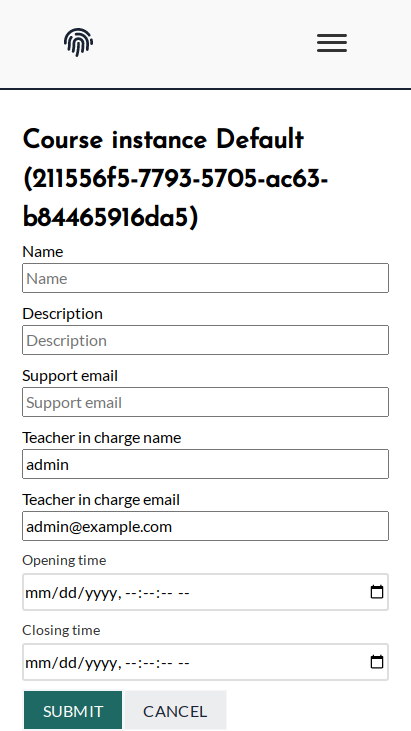 Course instance Default
(211556f5-7793-5705-ac63-
b84465916da5)
Name
Name
Description
Description
Support email
Support email
Teacher in charge name
admin
Teacher in charge email
admin@example.com
Opening time
mm/dd/yyyy, --:--:-- --
Closing time
mm/dd/yyyy, --:--:-- --
SUBMIT CANCEL